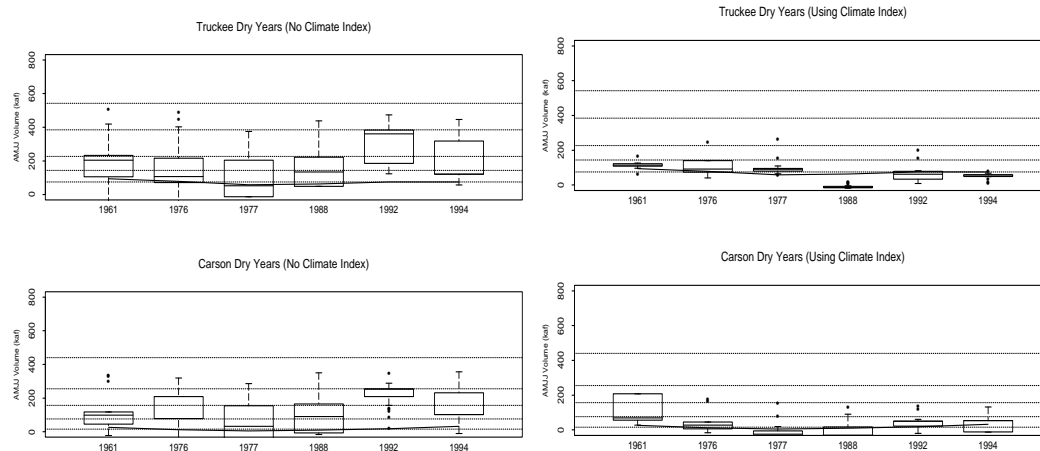 Truckee Dry Years (No Climate Index)
AMJJ Volume (kaf)
800
600
400
200
0
1961 1976 1977 1988 1992 1994
Truckee Dry Years (Using Climate Index)
AMJJ Volume (kaf)
800
600
400
200
0
1961 1976 1977 1988 1992 1994
Carson Dry Years (No Climate Index)
AMJJ Volume (kaf)
800
600
400
200
0
1961 1976 1977 1988 1992 1994
Carson Dry Years (Using Climate Index)
AMJJ Volume (kaf)
800
600
400
200
0
1961 1976 1977 1988 1992 1994